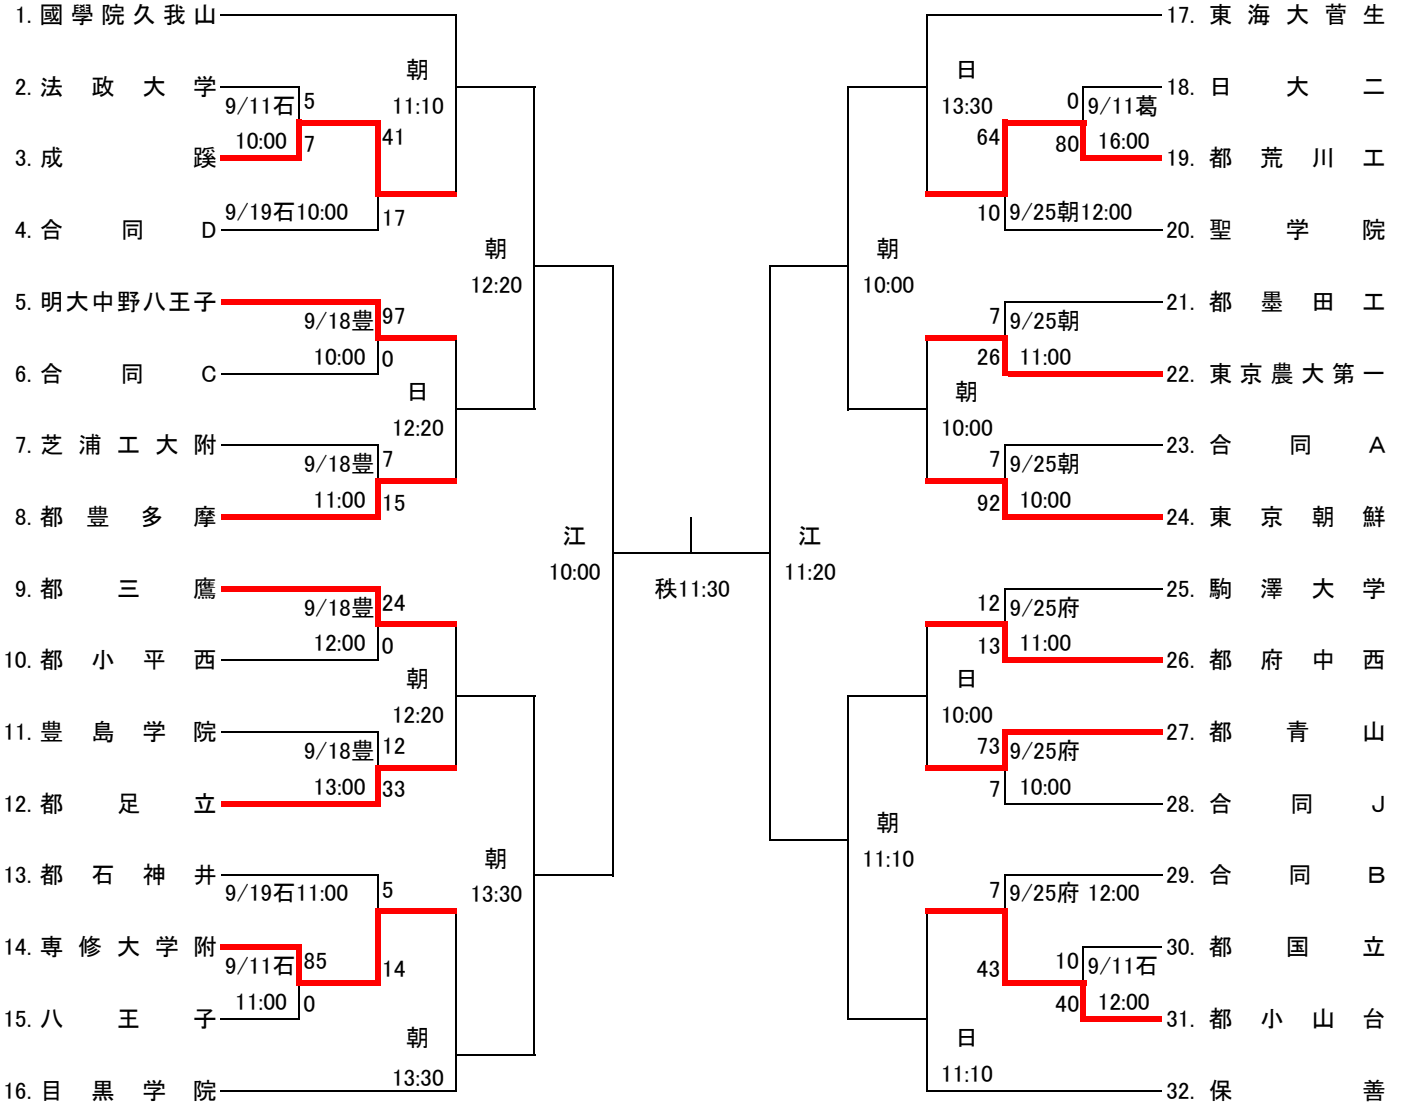 1. 國學院久我山
朝
11:10
2. 法政大学
9/11石 5
10:00 7
3. 成蹊
41
9/19石10:00 17
4. 合同D
朝
12:20
5. 明大中野八王子
9/18豊 97
10:00 0
6. 合同C
日
12:20
7. 芝浦工大附
9/18豊 7
11:00 15
8. 都豊多摩
江
10:00
9. 都三鷹
9/18豊 24
12:00 0
10. 都小平西
朝
12:20
11. 豊島学院
9/18豊 12
13:00 33
12. 都足立
朝
13:30
13. 都石神井
9/19石11:00 5
14. 専修大学附
9/11石 85
14
11:00 0
15. 八王子
朝
13:30
16. 目黒学院
秩11:30
17. 東海大菅生
日
13:30
18. 日大二
0 9/11葛
64
80 16:00
19. 都荒川工
10 9/25朝12:00
20. 聖学院
朝
10:00
21. 都墨田工
7 9/25朝
26 11:00
22. 東京農大第一
朝
10:00
23. 合同A
7 9/25朝
92 10:00
24. 東京朝鮮
江
11:20
25. 駒澤大学
12 9/25府
13 11:00
26. 都府中西
日
10:00
27. 都青山
73 9/25府
7 10:00
28. 合同J
朝
11:10
29. 合同B
7 9/25府 12:00
30. 都国立
43
10 9/11石
40 12:00
31. 都小山台
日
11:10
32. 保善